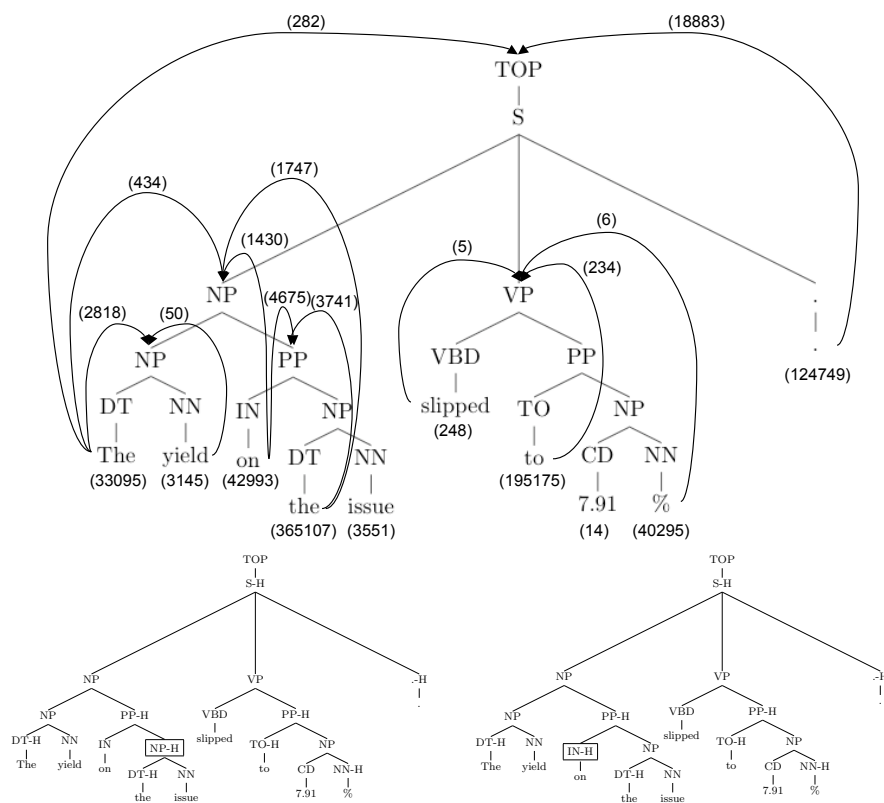 (282) (18883)
TOP
S
(434) (1747) (6)
(1430) (5) (234)
NP VP .
(2818) (50) (4675) (3741)
NP PP VBD PP .
(124749)
DT NN IN NP slipped TO NP
(248)
The yield on DT NN to CD NN
(33095) (3145) (42993) (195175)
the issue 7.91 %
(365107) (3551) (14) (40295)
TOP TOP
S-H S-H
NP VP .-H NP VP .-H
. .
NP PP-H VBD PP-H NP PP-H VBD PP-H
slipped slipped
DT-H NN IN NP-H TO-H NP DT-H NN IN-H NP TO-H NP
The yield on to The yield on to
DT-H NN CD NN-H DT-H NN CD NN-H
the issue 7.91 % the issue 7.91 %